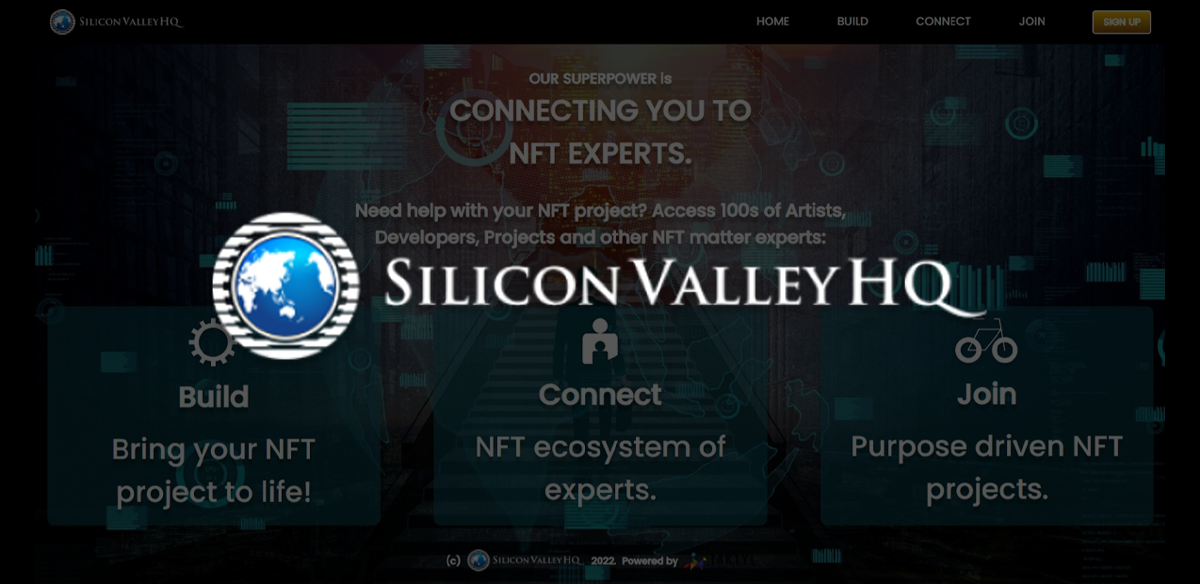 SILICON VALLEY HQ
HOME BUILD CONNECT JOIN SIGN UP
OUR SUPERPOWER is
CONNECTING YOU TO
NFT EXPERTS.
Need help with your NFT project? Access 100s of Artists,
Developers, Projects and other NFT matter experts:
SILICON VALLEY HQ
Build
Bring your NFT
project to life!
Connect
NFT ecosystem of
experts.
Join
Purpose driven NFT
projects.
(c) SILICON VALLEY HQ 2022. Powered by